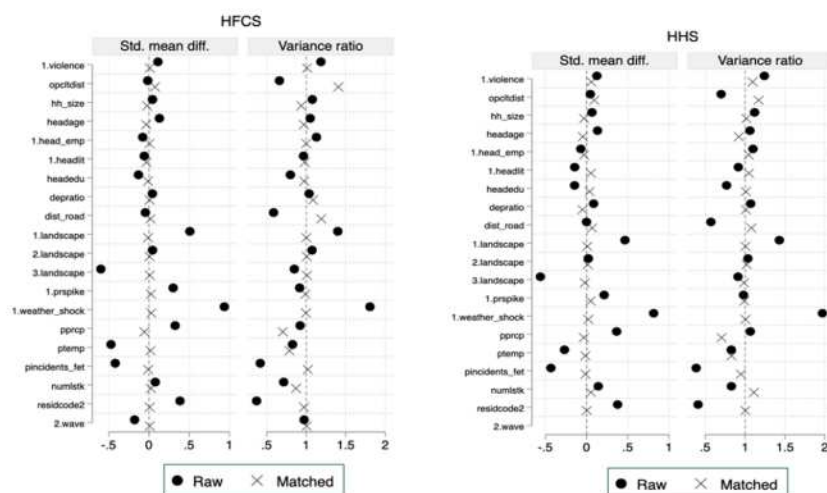 HFCS
Std. mean diff.
Variance ratio
1.violence
opcltdist
hh_size
headage
1.head_emp
1.headlit
headedu
depratio
dist_road
1.landscape
2.landscape
3.landscape
1.prspike
1.weather_shock
pprcp
ptemp
pincidents_fet
numlstk
residcode2
2.wave
-.5 0 .5 1
0 .5 1 1.5 2
Raw Matched
HHS
Std. mean diff.
Variance ratio
1.violence
opcltdist
hh_size
headage
1.head_emp
1.headlit
headedu
depratio
dist_road
1.landscape
2.landscape
3.landscape
1.prspike
1.weather_shock
pprcp
ptemp
pincidents_fet
numlstk
residcode2
2.wave
-.5 0 .5 1
0 .5 1 1.5 2
Raw Matched